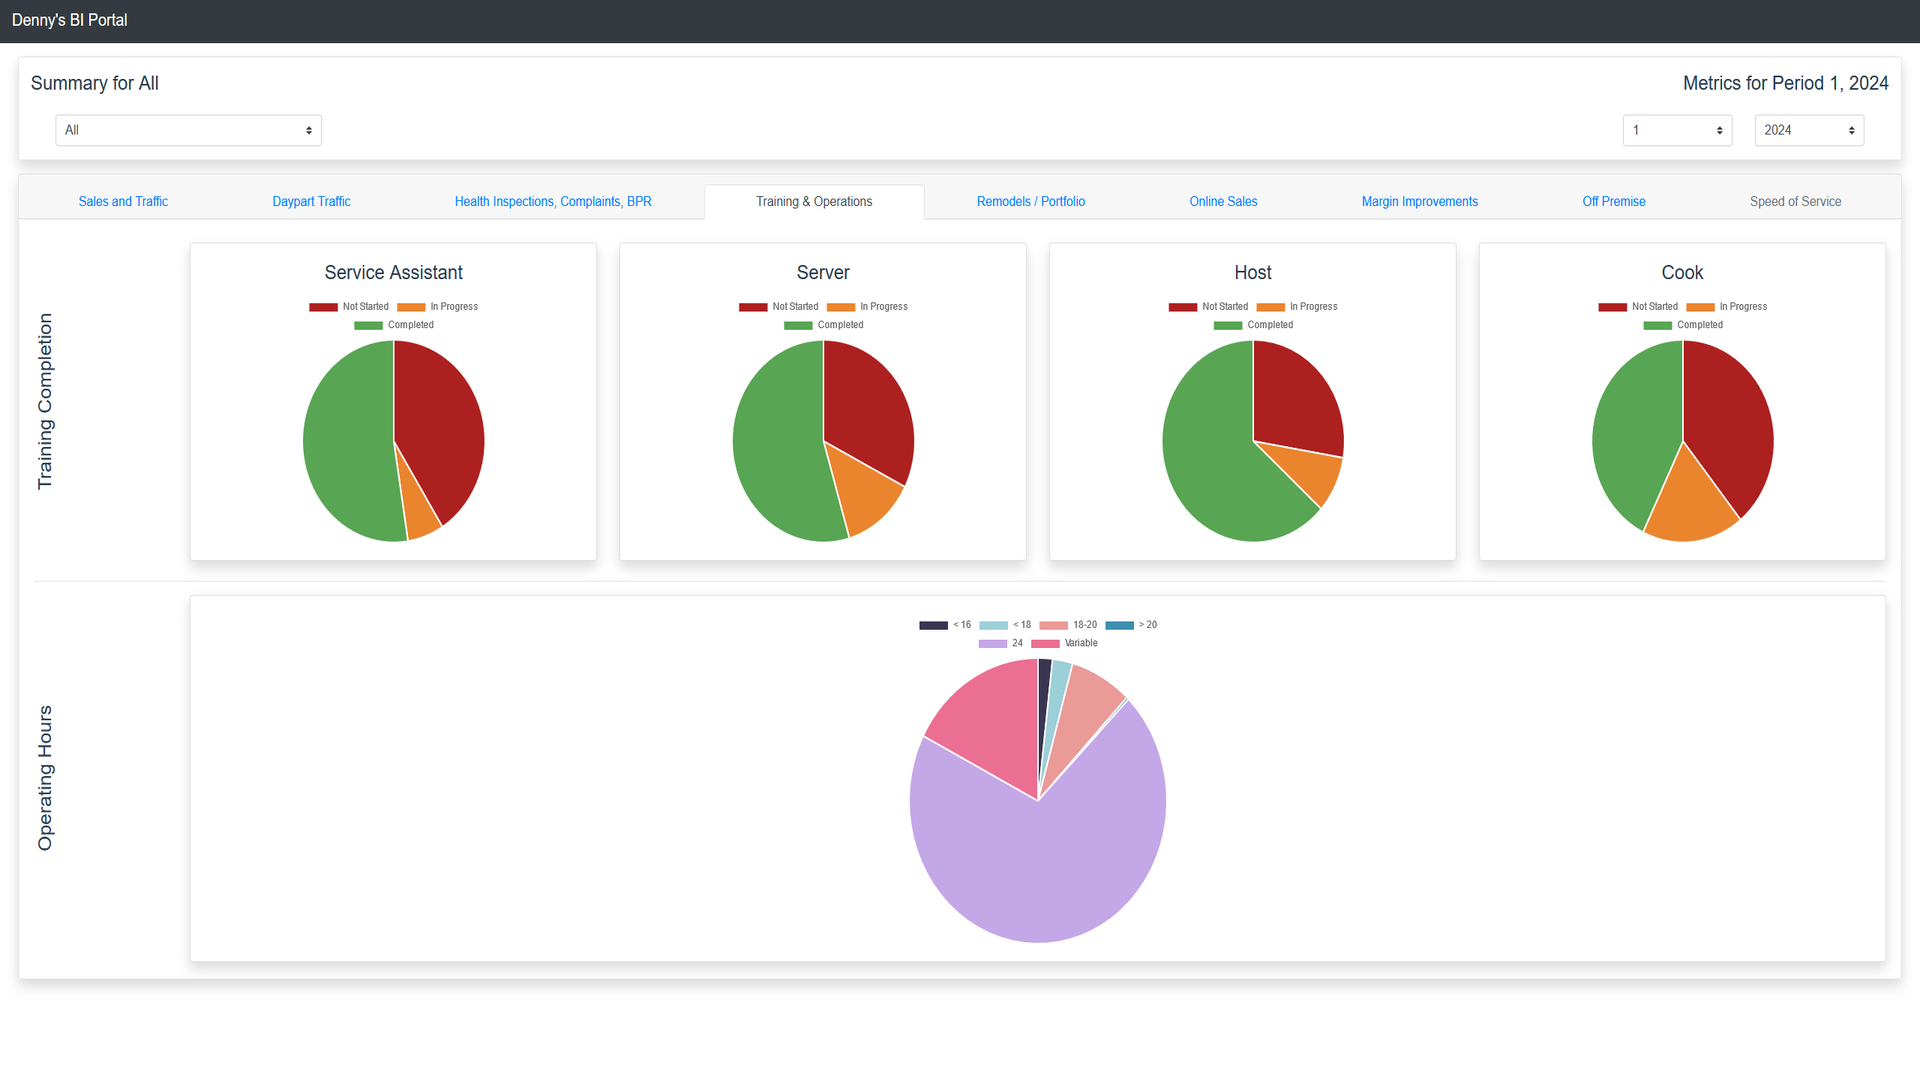 Denny's BI Portal
Summary for All
Metrics for Period 1, 2024
All
1
2024
Sales and Traffic
Daypart Traffic
Health Inspections, Complaints, BPR
Training & Operations
Remodels / Portfolio
Online Sales
Margin Improvements
Off Premise
Speed of Service
Training Completion
Service Assistant
Not Started In Progress
Completed
Server
Not Started In Progress
Completed
Host
Not Started In Progress
Completed
Cook
Not Started In Progress
Completed
Operating Hours
< 16 < 18 18-20 > 20
24 Variable